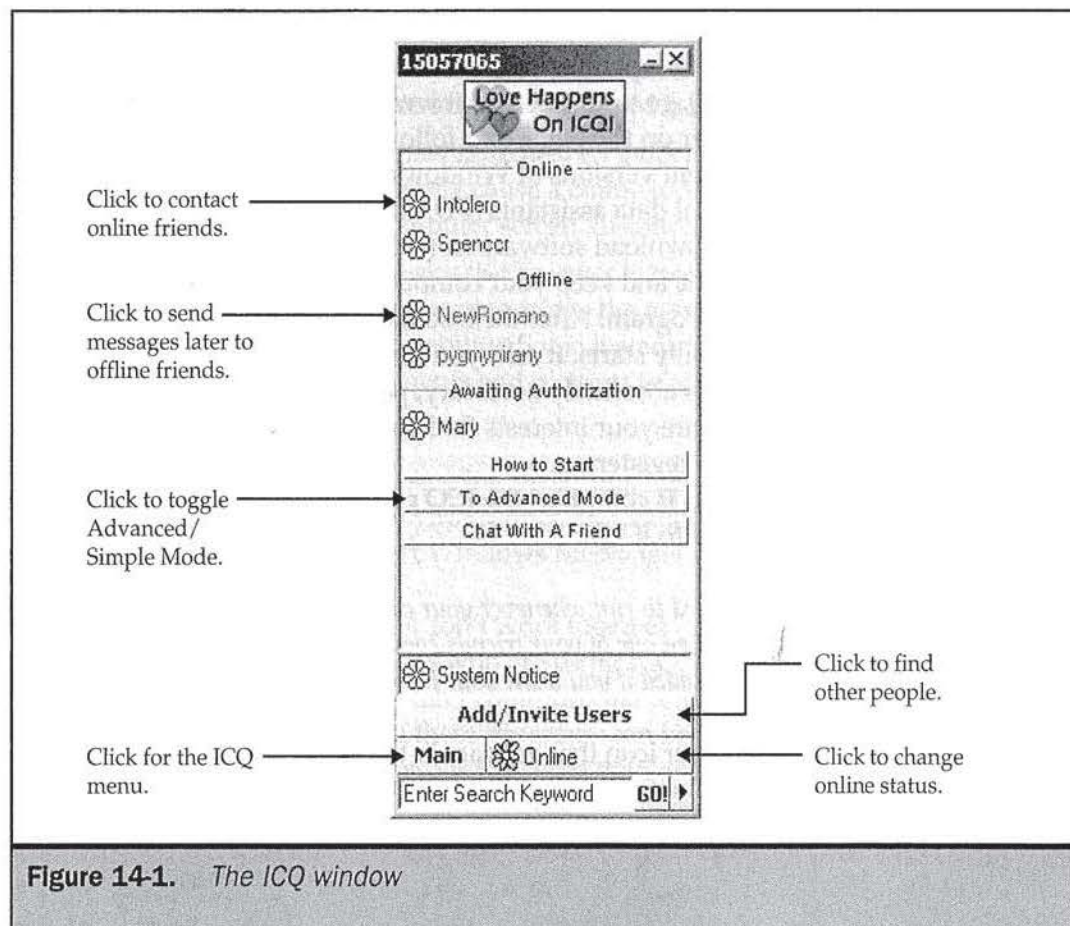 15057065
Love Happens
On ICQ!
Online
Click to contact
online friends.
Intolero
Spenccr
Offline
Click to send
messages later to
offline friends.
NewRomano
pygmypirany
Awaiting Authorization
Mary
How to Start
Click to toggle
Advanced/
Simple Mode.
To Advanced Mode
Chat With A Friend
System Notice
Click to find
other people.
Add/Invite Users
Click for the ICQ
menu.
Main
Online
Click to change
online status.
Enter Search Keyword
GO!
Figure 14-1. The ICQ window